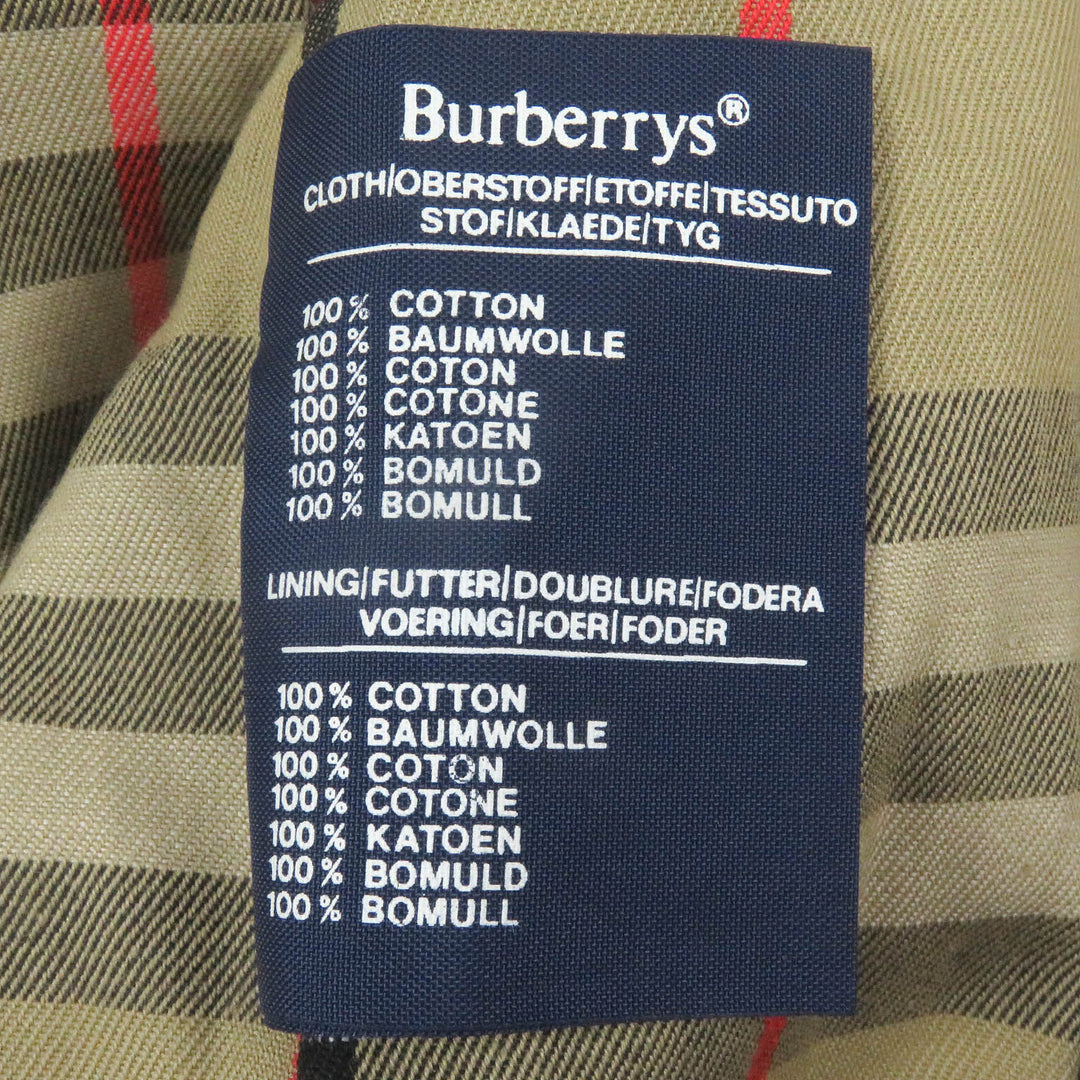 Burberrys®
CLOTH/OBERSTOFF/ETOFFE/TESSUTO
STOF/KLAEDE/TYG
100 % COTTON
100 % BAUMWOLLE
100 % COTON
100 % COTONE
100 % KATOEN
100 % BOMULD
100 % BOMULL
LINING/FUTTER/DOUBLURE/FODERA
VOERING/FOER/FODER
100 % COTTON
100 % BAUMWOLLE
100 % COTON
100 % COTONE
100 % KATOEN
100 % BOMULD
100 % BOMULL